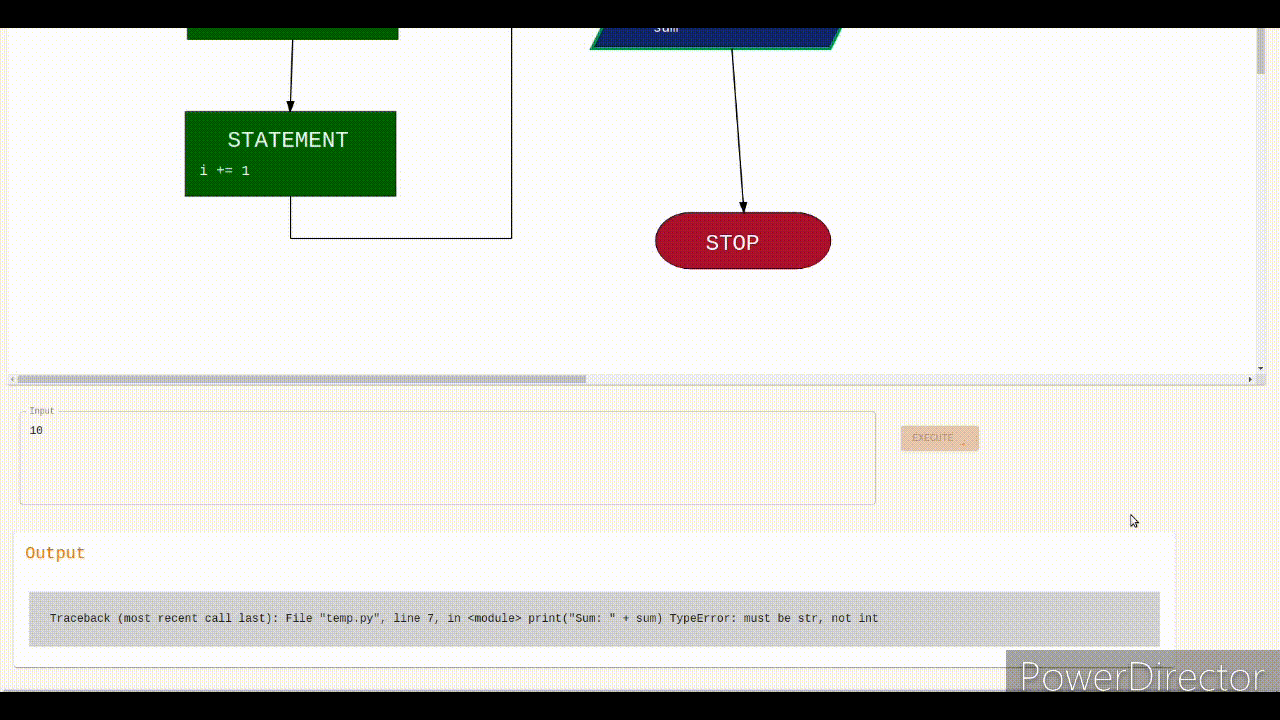 sum
STATEMENT
i += 1
STOP
Input
10
EXECUTE
Output
Traceback (most recent call last): File "temp.py", line 7, in <module> print("Sum: " + sum) TypeError: must be str, not int
PowerDirector